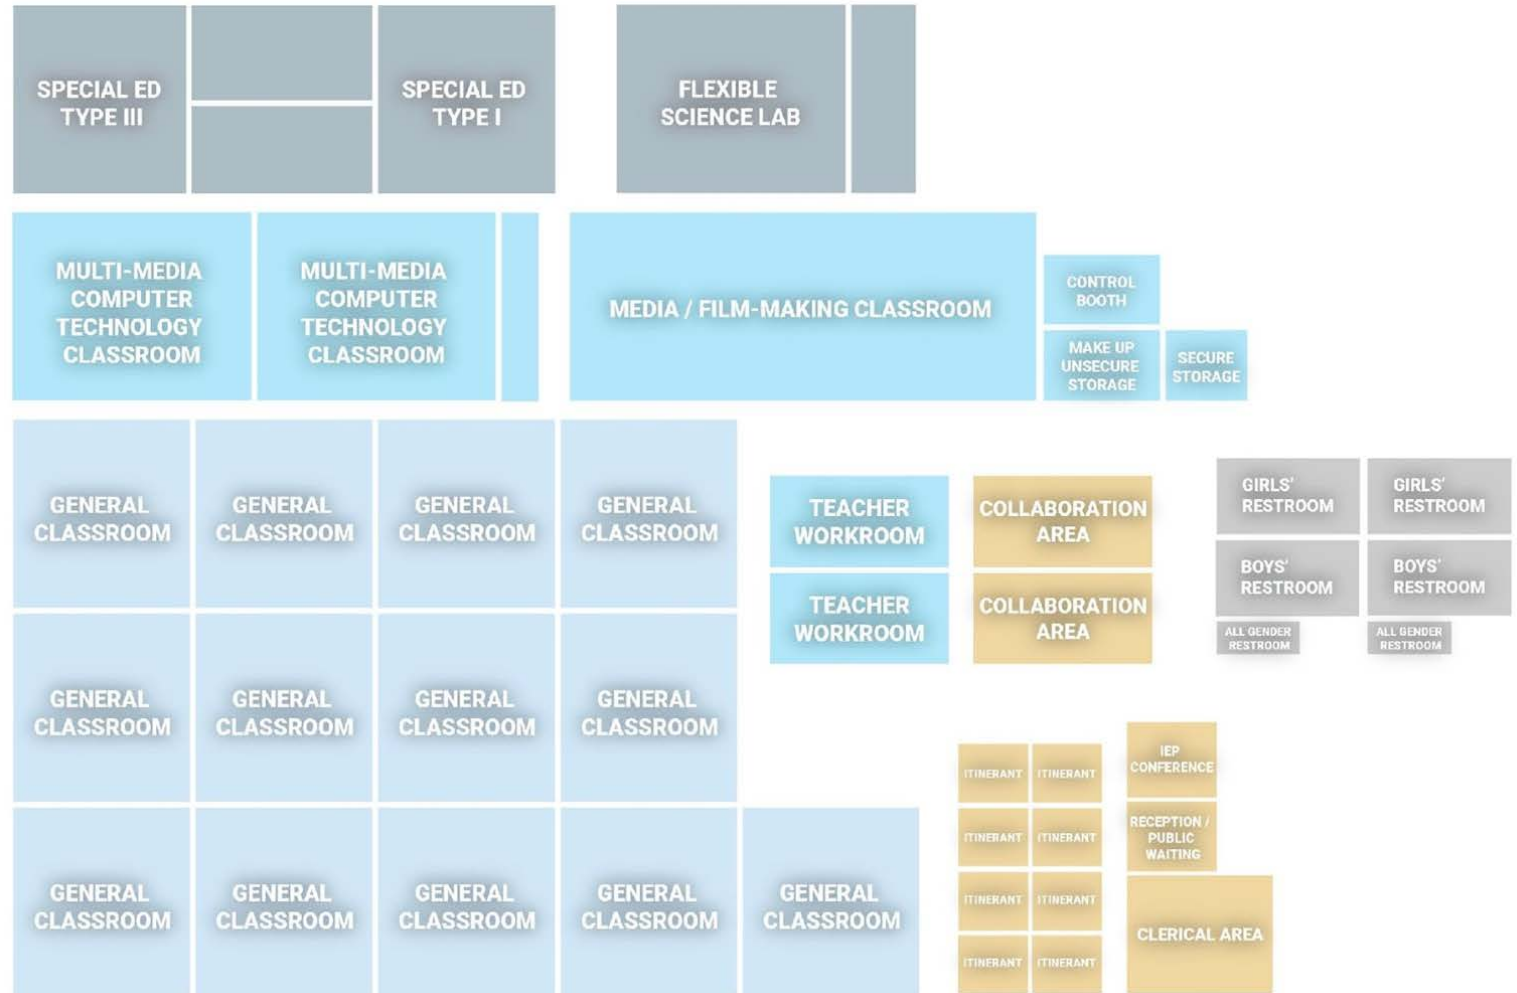 SPECIAL ED
TYPE III
SPECIAL ED
TYPE I
FLEXIBLE
SCIENCE LAB
MULTI-MEDIA
COMPUTER
TECHNOLOGY
CLASSROOM
MULTI-MEDIA
COMPUTER
TECHNOLOGY
CLASSROOM
MEDIA / FILM-MAKING CLASSROOM
CONTROL
BOOTH
MAKE UP
UNSECURE
STORAGE
SECURE
STORAGE
GENERAL
CLASSROOM
GENERAL
CLASSROOM
GENERAL
CLASSROOM
GENERAL
CLASSROOM
TEACHER
WORKROOM
COLLABORATION
AREA
GIRLS'
RESTROOM
GIRLS'
RESTROOM
BOYS'
RESTROOM
BOYS'
RESTROOM
TEACHER
WORKROOM
COLLABORATION
AREA
ALL GENDER
RESTROOM
ALL GENDER
RESTROOM
GENERAL
CLASSROOM
GENERAL
CLASSROOM
GENERAL
CLASSROOM
GENERAL
CLASSROOM
ITINERANT
ITINERANT
IEP
CONFERENCE
ITINERANT
ITINERANT
RECEPTION /
PUBLIC
WAITING
GENERAL
CLASSROOM
GENERAL
CLASSROOM
GENERAL
CLASSROOM
GENERAL
CLASSROOM
GENERAL
CLASSROOM
ITINERANT
ITINERANT
CLERICAL AREA
ITINERANT
ITINERANT